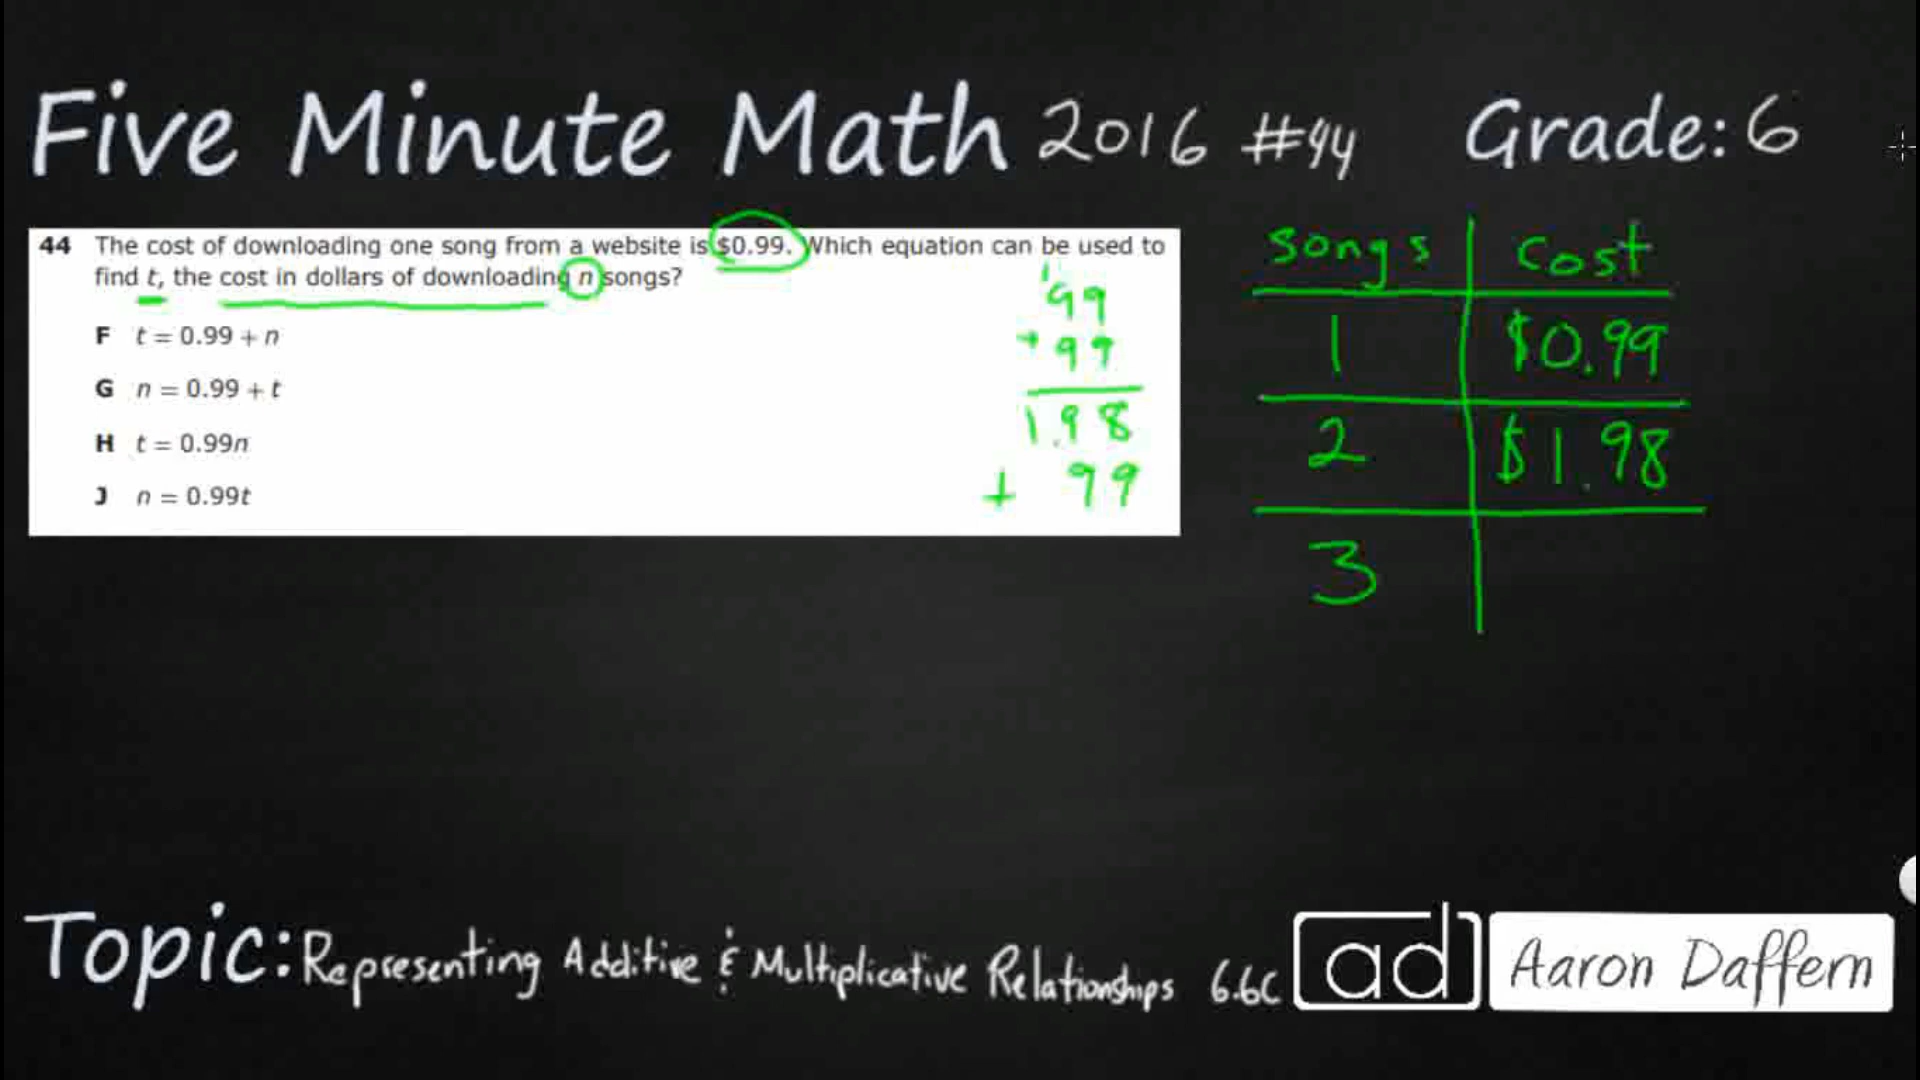 Five Minute Math 2016 #44 Grade: 6
44 The cost of downloading one song from a website is $0.99. Which equation can be used to
find t, the cost in dollars of downloading n songs?
F t = 0.99 + n
G n = 0.99 + t
H t = 0.99n
J n = 0.99t
1
99
+ 99
1.98
+ 99
Songs Cost
1 $0.99
2 $1.98
3
Topic: Representing Additive & Multiplicative Relationships 6.6C
ad Aaron Daffern